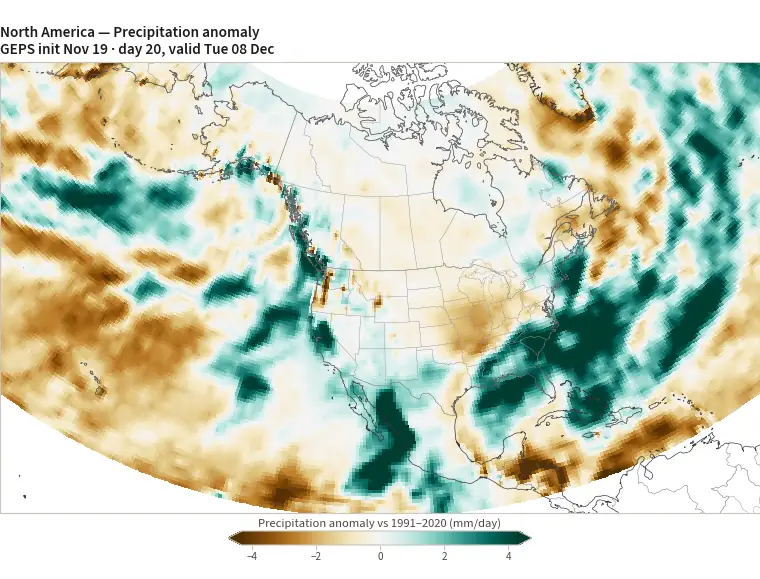 North America — Precipitation anomaly
GEPS init Nov 19 · day 20, valid Tue 08 Dec
Precipitation anomaly vs 1991–2020 (mm/day)
−4 −2 0 2 4